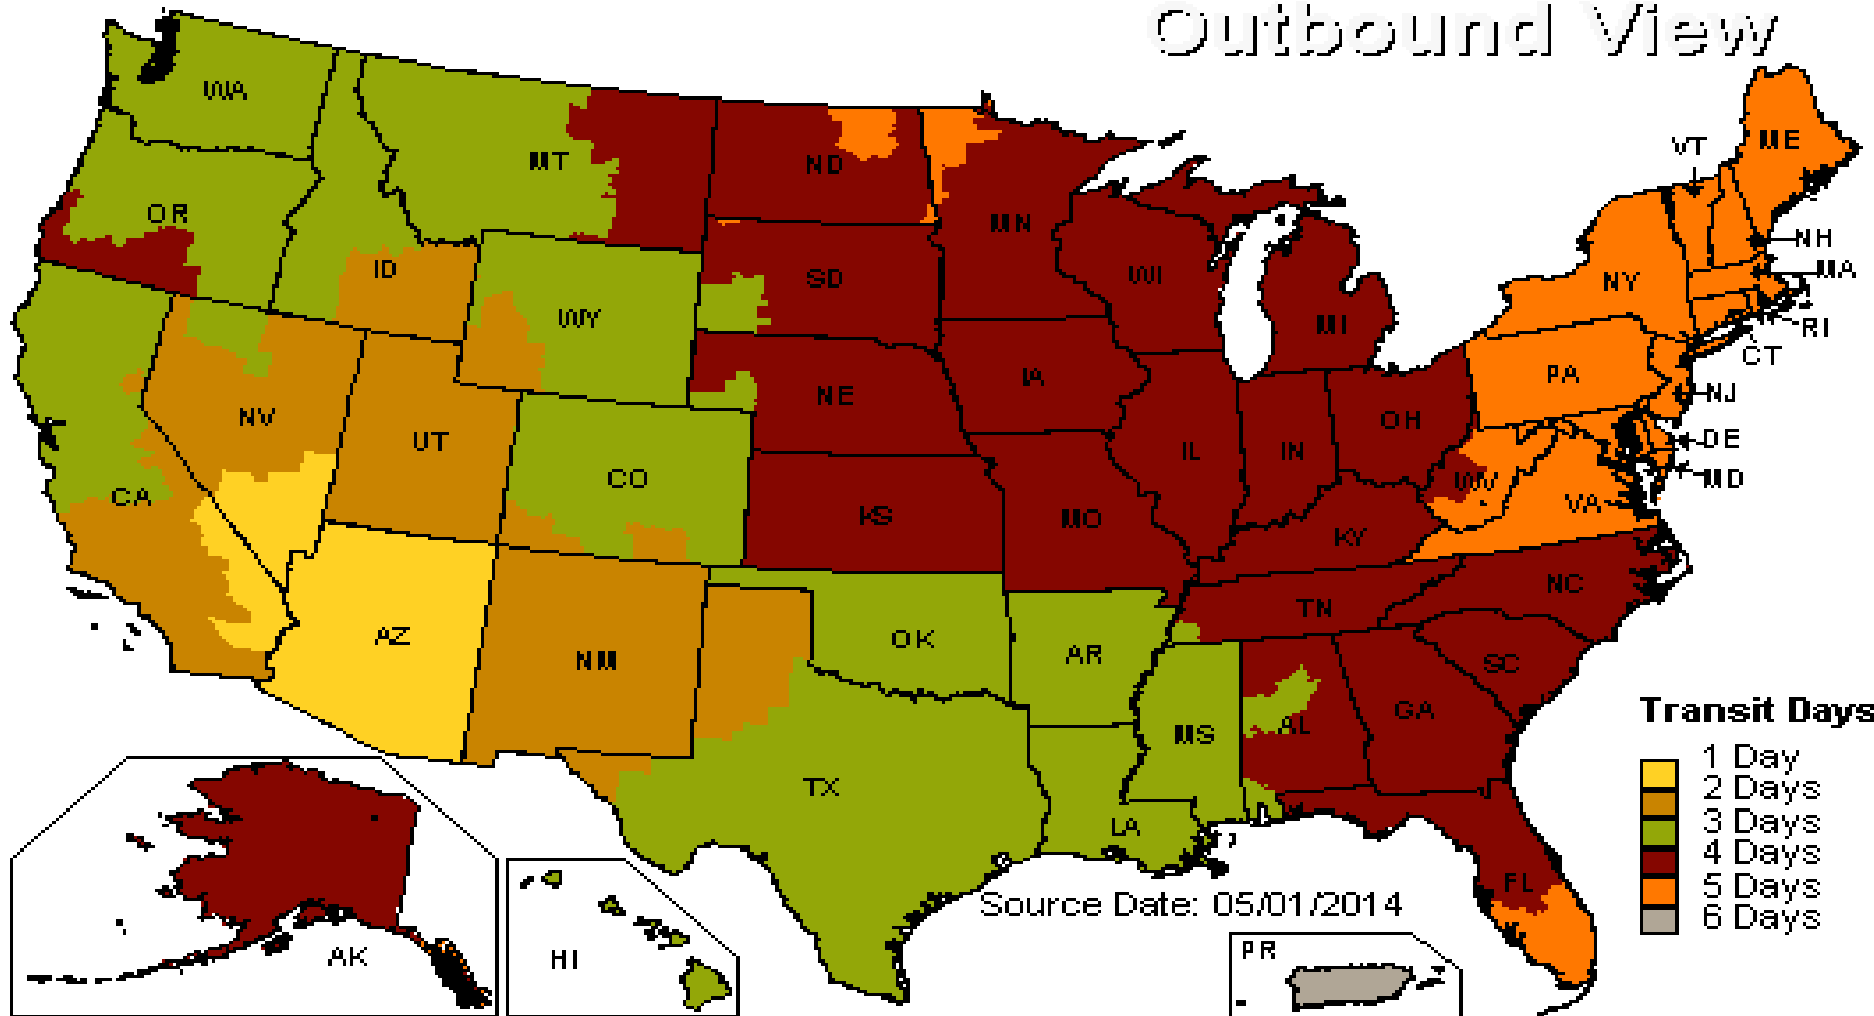 Outbound View
WA
MT
ND
ME
VT
OR
MN
NH
ID
SD
WI
MA
NY
WY
MI
RI
CT
IA
PA
NE
NJ
NV
OH
UT
DE
IL
IN
CO
WV
MD
CA
VA
KS
MO
KY
NC
TN
AZ
OK
AR
NM
SC
GA
Transit Days
AL
MS
1 Day
TX
2 Days
LA
3 Days
4 Days
FL
5 Days
Source Date: 05/01/2014
6 Days
PR
AK
HI